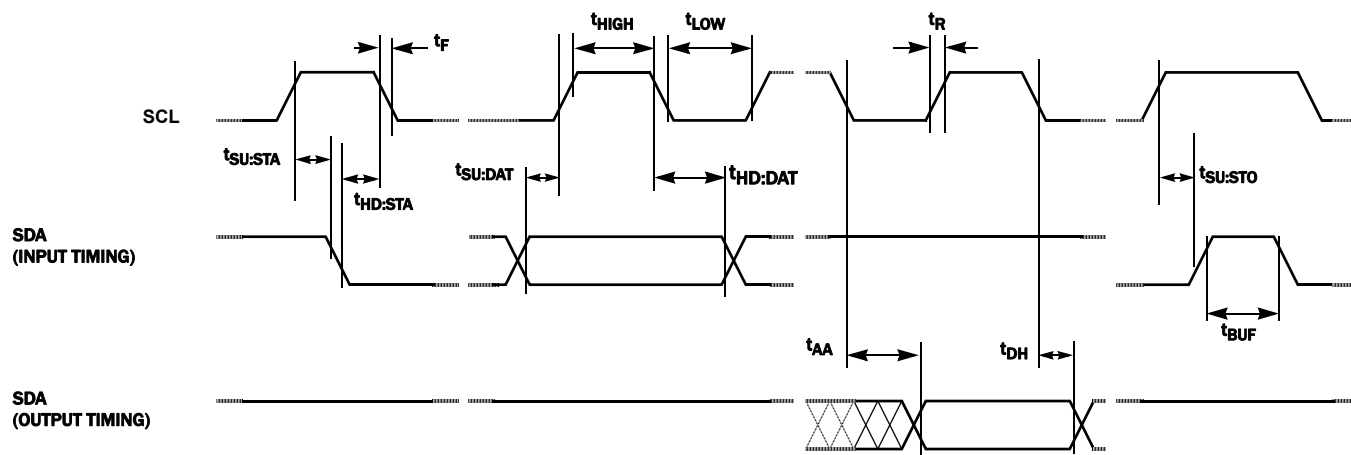 tF
tHIGH
tLOW
tR
SCL
tSU:STA
tHD:STA
tSU:DAT
tHD:DAT
tSU:STO
SDA
(INPUT TIMING)
tBUF
tAA
tDH
SDA
(OUTPUT TIMING)